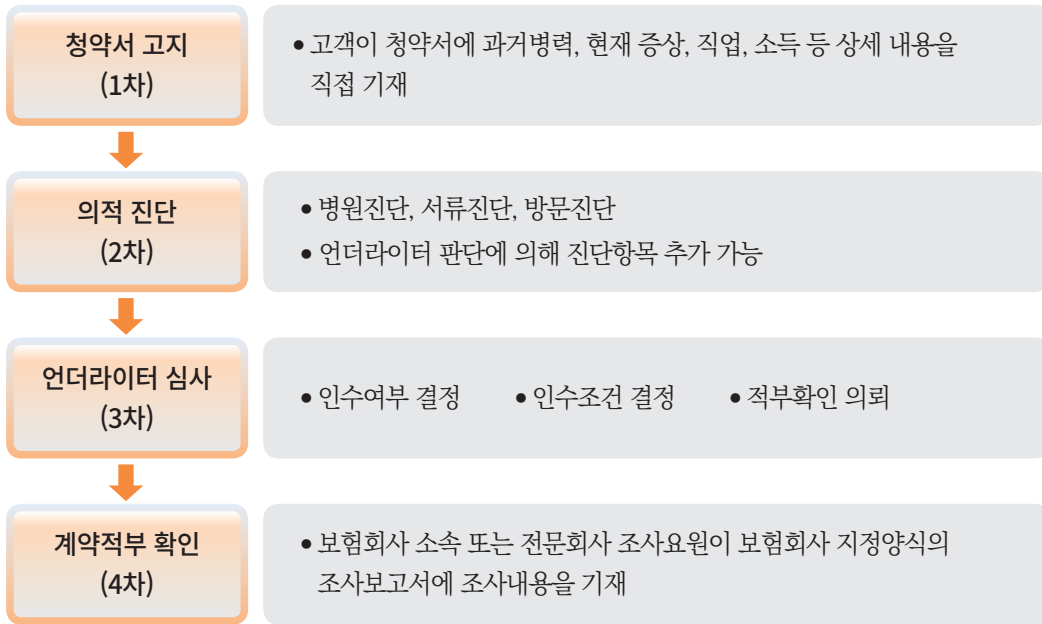 청약서 고지
(1차)
• 고객이 청약서에 과거병력, 현재 증상, 직업, 소득 등 상세 내용을
직접 기재
의적 진단
(2차)
• 병원진단, 서류진단, 방문진단
• 언더라이터 판단에 의해 진단항목 추가 가능
언더라이터 심사
(3차)
• 인수여부 결정 • 인수조건 결정 • 적부확인 의뢰
계약적부 확인
(4차)
• 보험회사 소속 또는 전문회사 조사요원이 보험회사 지정양식의
조사보고서에 조사내용을 기재